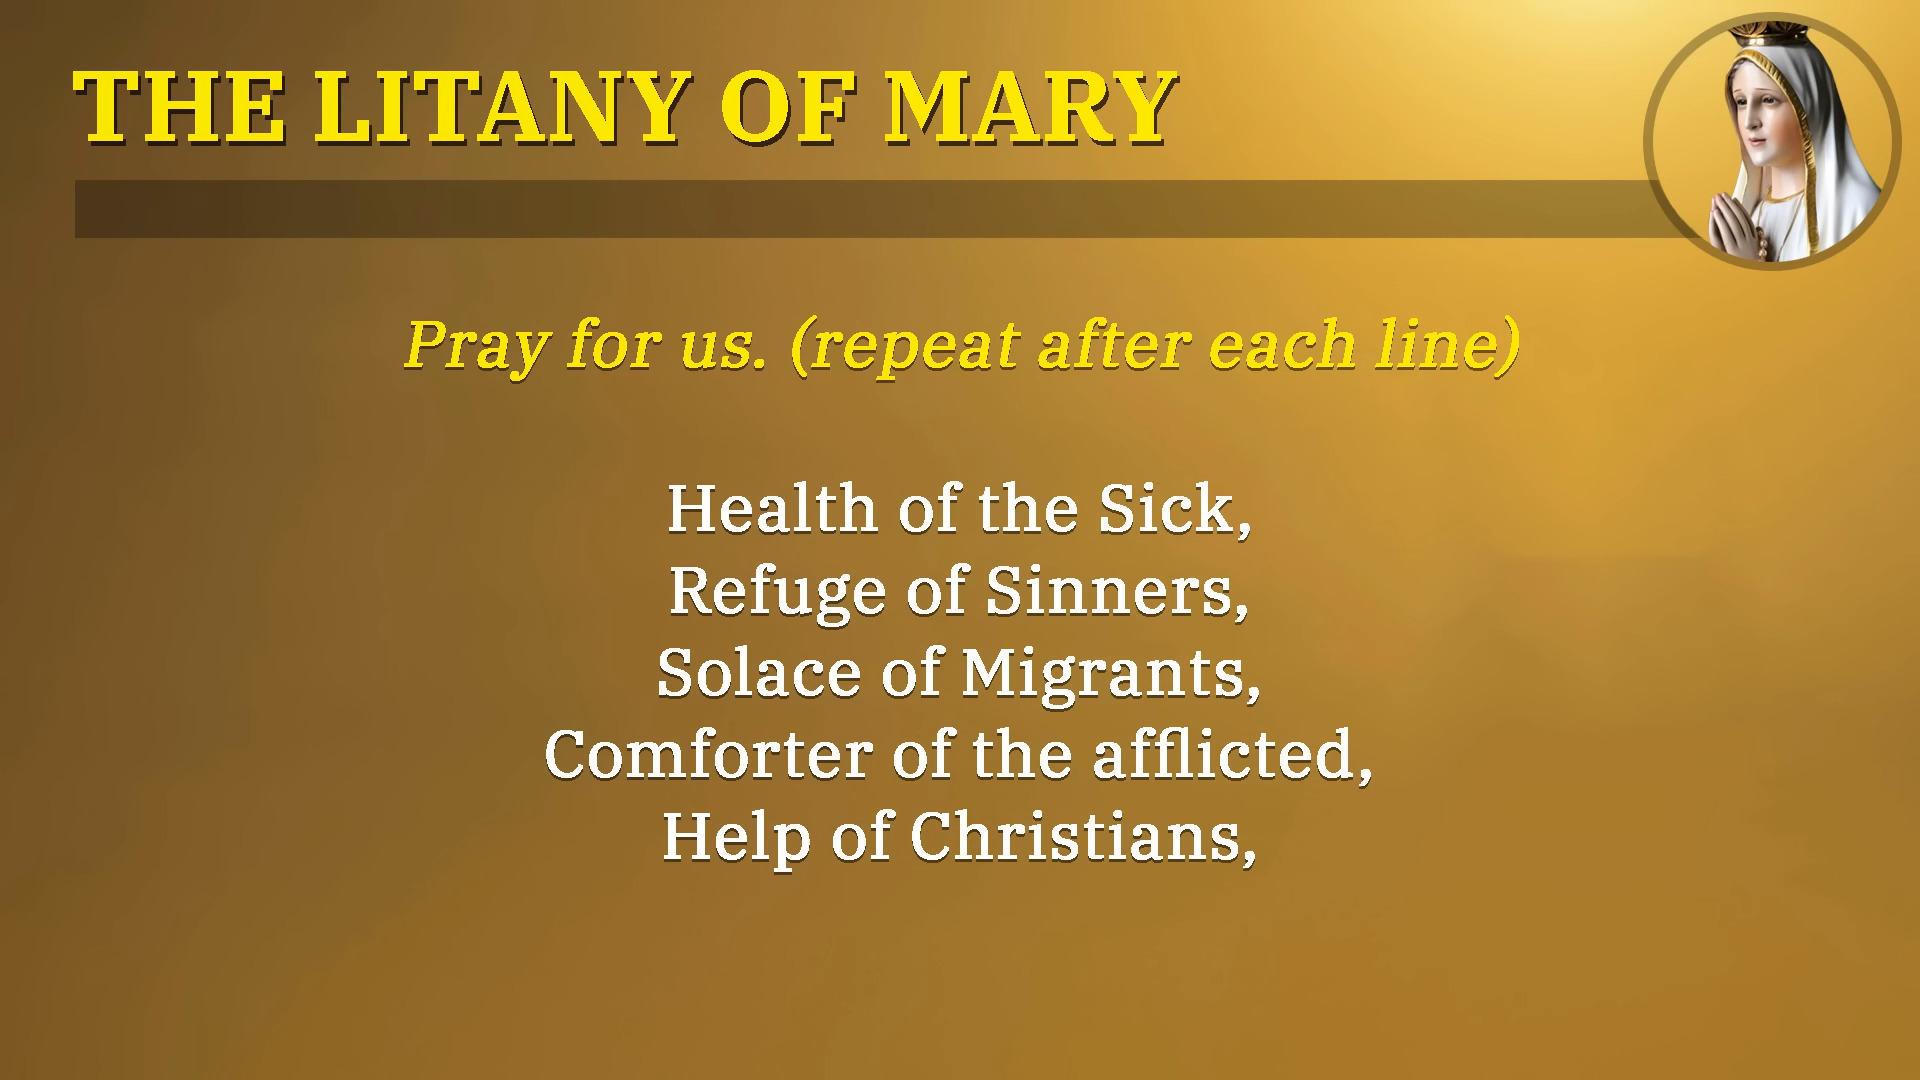 THE LITANY OF MARY
Pray for us. (repeat after each line)
Health of the Sick,
Refuge of Sinners,
Solace of Migrants,
Comforter of the afflicted,
Help of Christians,